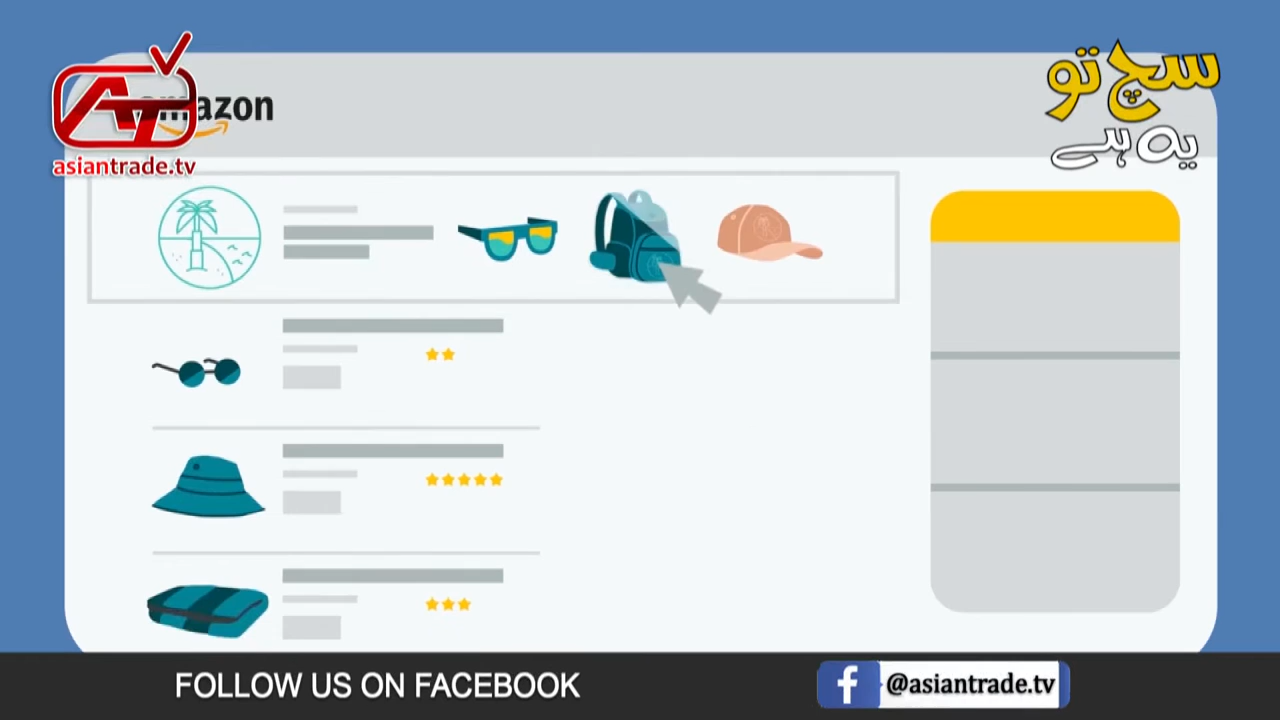 amazon
asiantrade.tv
سچ تو
یہ ہے
FOLLOW US ON FACEBOOK
@asiantrade.tv